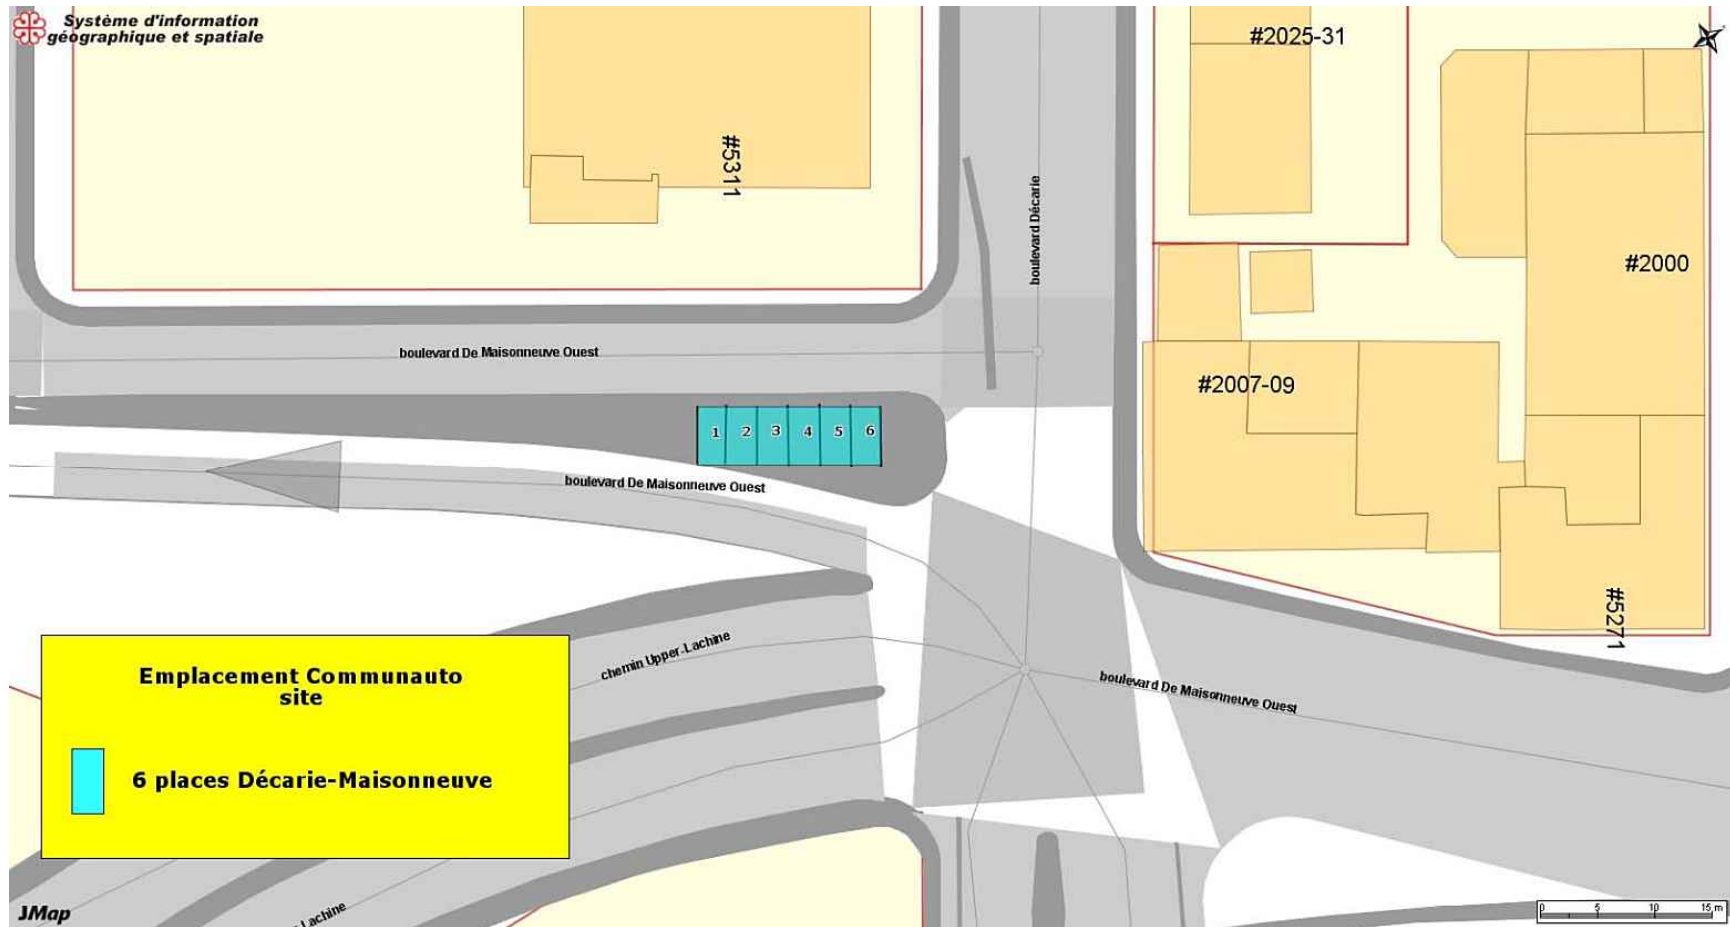 Système d'information
géographique et spatiale
#2025-31
#5311
boulevard Décarie
#2000
boulevard De Maisonneuve Ouest
#2007-09
1 2 3 4 5 6
boulevard De Maisonneuve Ouest
#5271
chemin Upper-Lachine
boulevard De Maisonneuve Ouest
Emplacement Communauto
site
6 places Décarie-Maisonneuve
Lachine
JMap
0 5 10 15 m